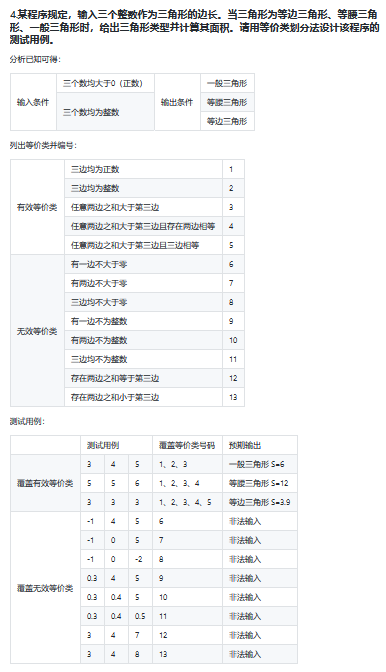 4.某程序规定，输入三个整数作为三角形的边长。当三角形为等边三角形、等腰三角
形、一般三角形时，给出三角形类型并计算其面积。请用等价类划分法设计该程序的
测试用例。
分析已知可得：
输入条件 三个数均大于0（正数） 输出条件 一般三角形
三个数均为整数 等腰三角形
等边三角形
列出等价类并编号：
有效等价类 三边均为正数 1
三边均为整数 2
任意两边之和大于第三边 3
任意两边之和大于第三边且存在两边相等 4
任意两边之和大于第三边且三边相等 5
无效等价类 有一边不大于零 6
有两边不大于零 7
三边均不大于零 8
有一边不为整数 9
有两边不为整数 10
三边均不为整数 11
存在两边之和等于第三边 12
存在两边之和小于第三边 13
测试用例：
测试用例 覆盖等价类号码 预期输出
覆盖有效等价类 3 4 5 1、2、3 一般三角形 S=6
5 5 6 1、2、3、4 等腰三角形 S=12
3 3 3 1、2、3、4、5 等边三角形 S=3.9
覆盖无效等价类 -1 4 5 6 非法输入
-1 0 5 7 非法输入
-1 0 -2 8 非法输入
0.3 4 5 9 非法输入
0.3 0.4 5 10 非法输入
0.3 0.4 0.5 11 非法输入
3 4 7 12 非法输入
3 4 8 13 非法输入